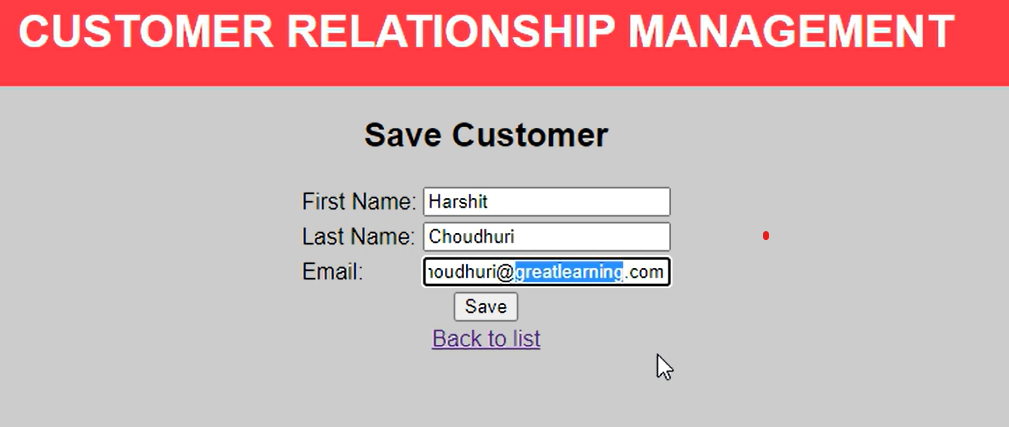 CUSTOMER RELATIONSHIP MANAGEMENT
Save Customer
First Name: Harshit
Last Name: Choudhuri
Email: houdhuri@greatlearning.com
Save
Back to list